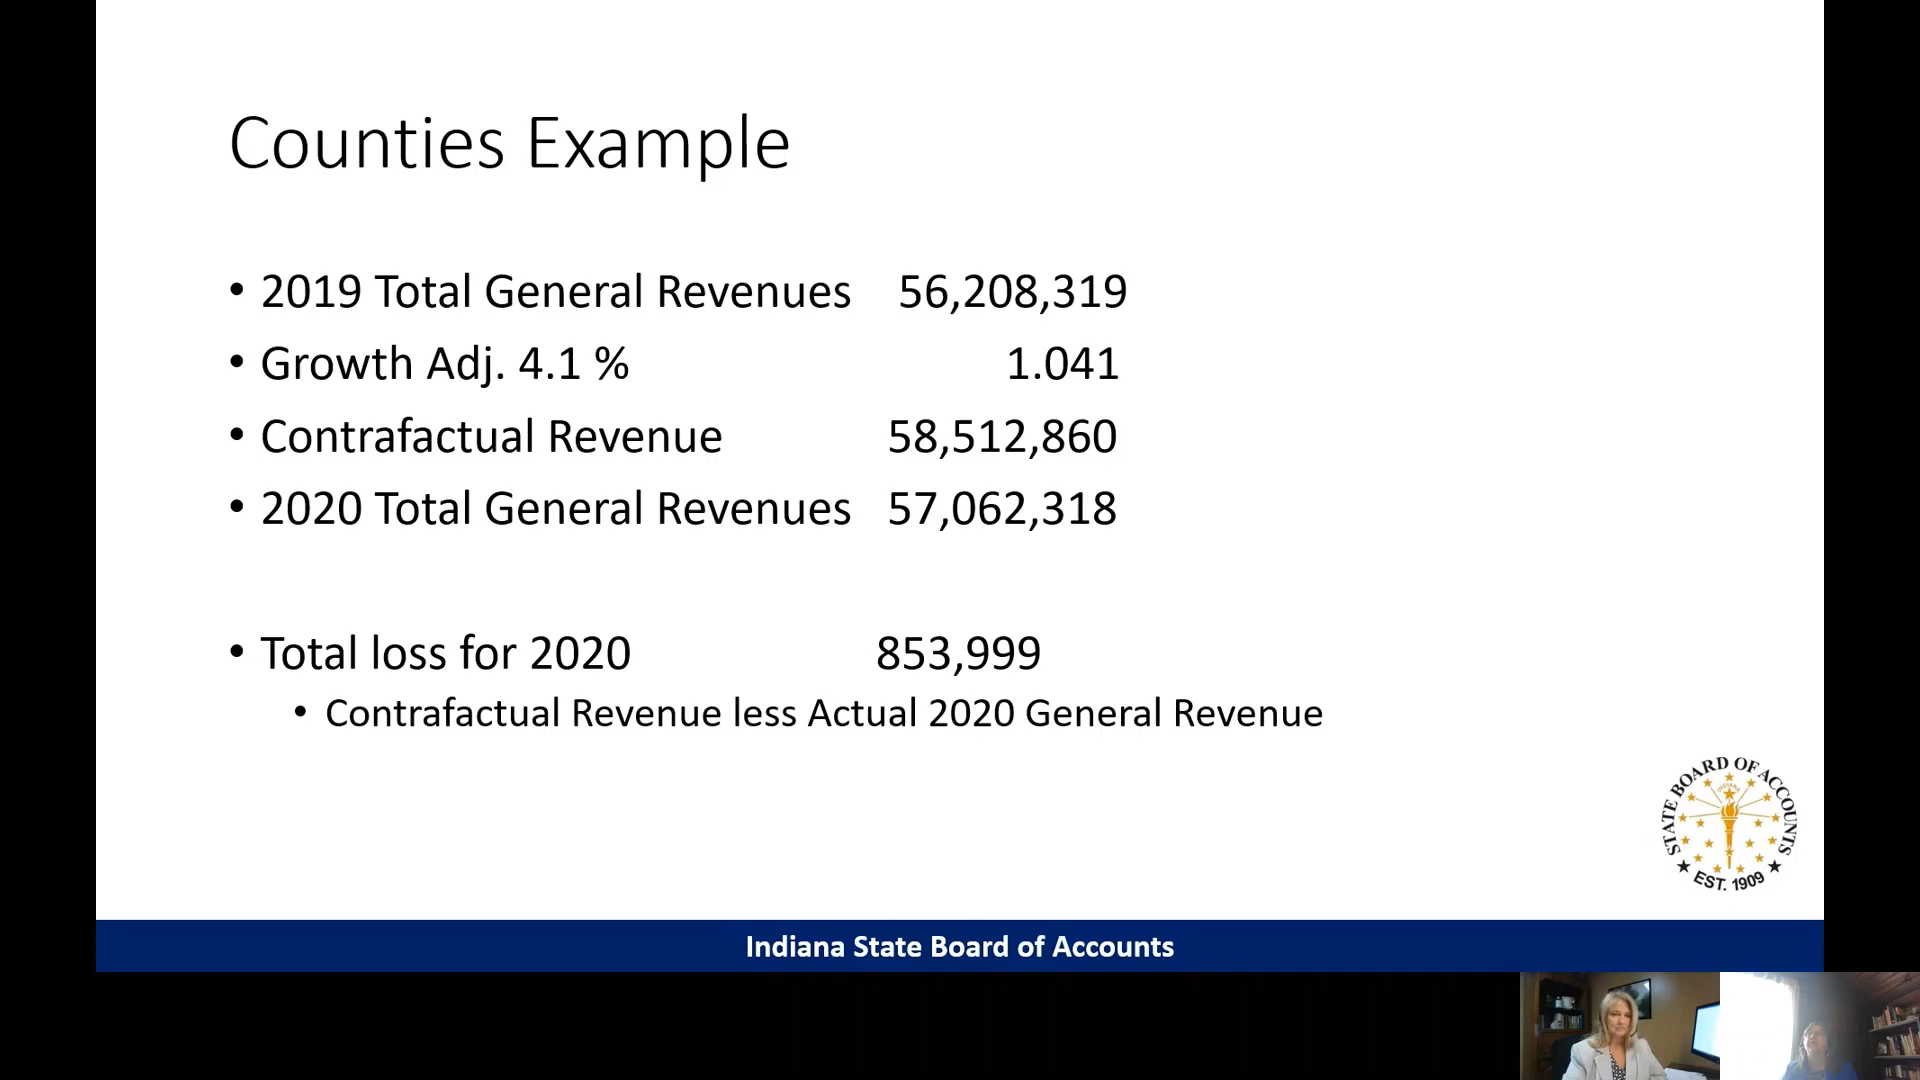 Counties Example
• 2019 Total General Revenues 56,208,319
• Growth Adj. 4.1 % 1.041
• Contrafactual Revenue 58,512,860
• 2020 Total General Revenues 57,062,318
• Total loss for 2020 853,999
• Contrafactual Revenue less Actual 2020 General Revenue
STATE BOARD OF ACCOUNTS
INDIANA
★ EST. 1909 ★
Indiana State Board of Accounts